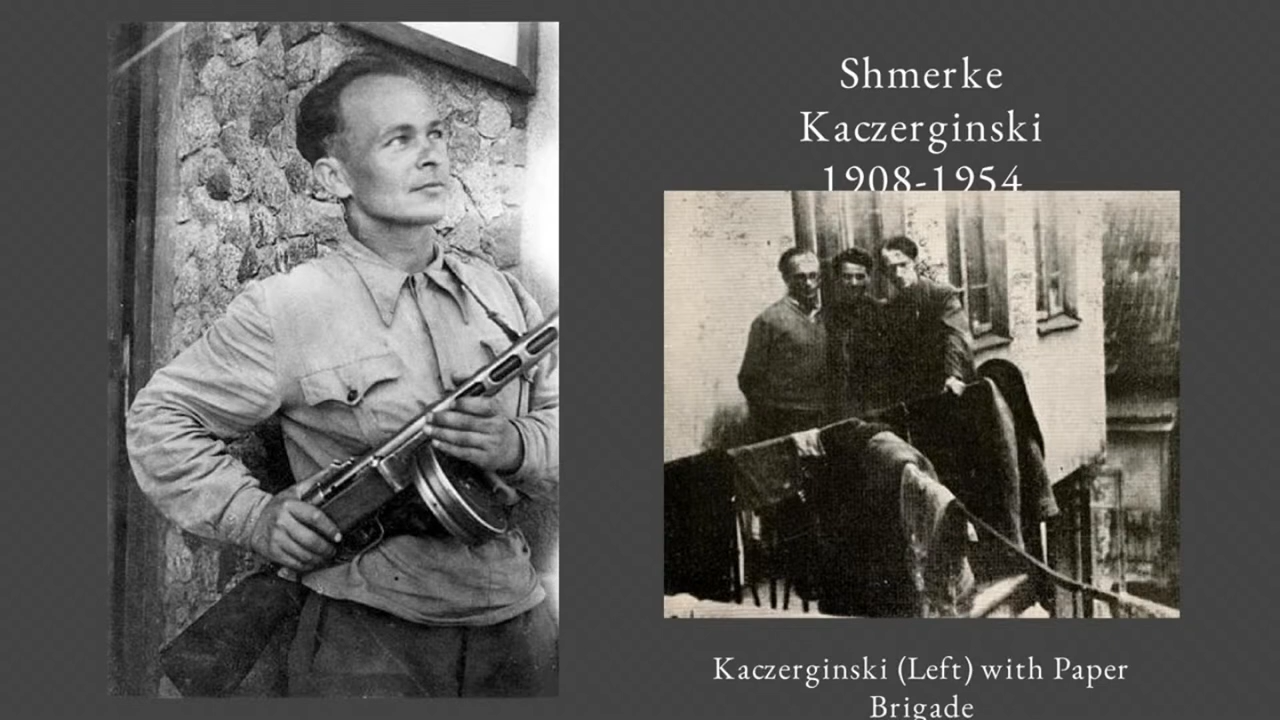 Shmerke
Kaczerginski
1908-1954
Kaczerginski (Left) with Paper
Brigade